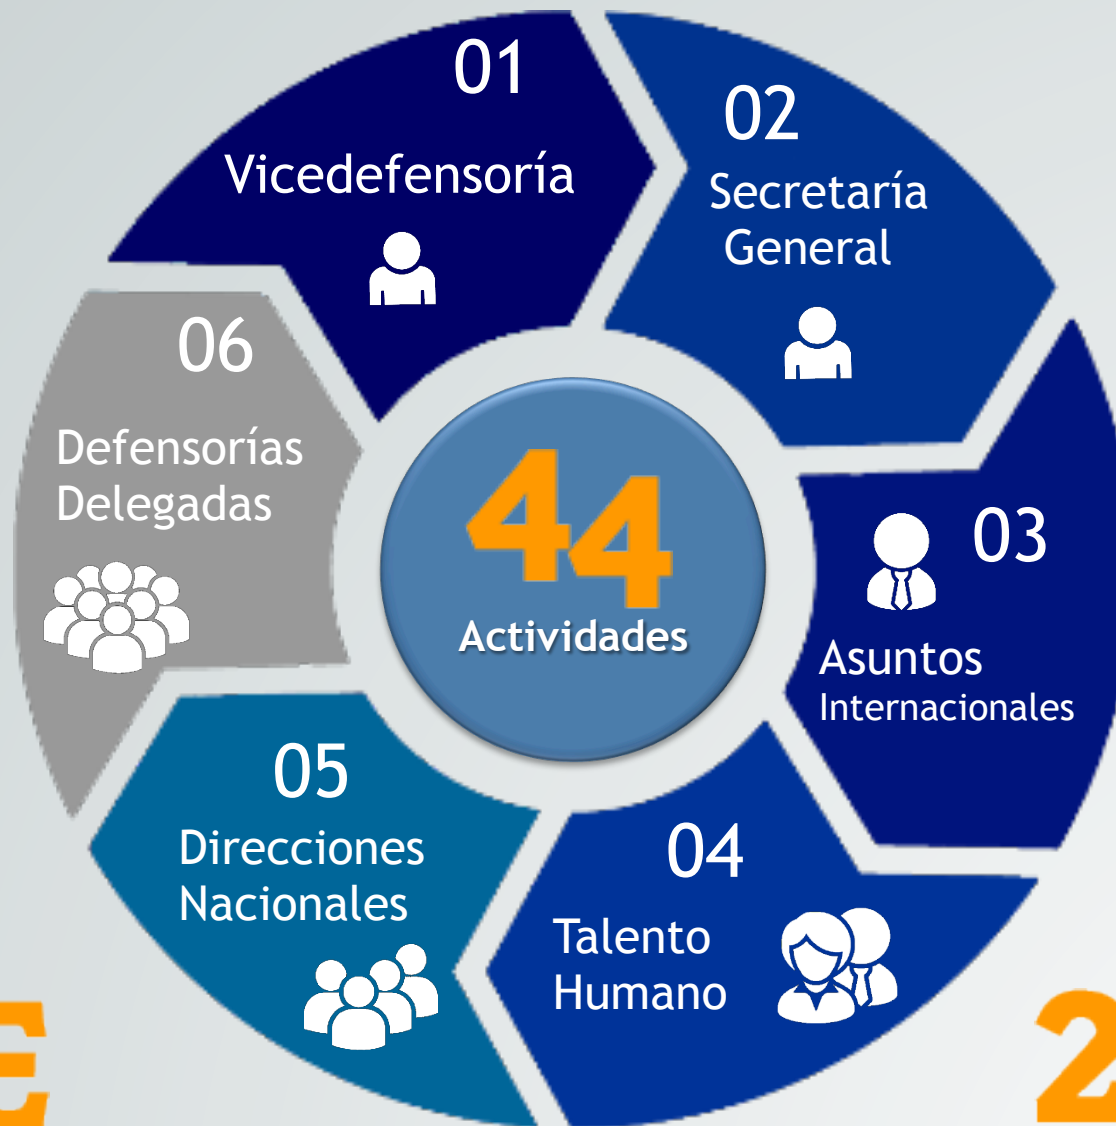 01
Vicedefensoría
02
Secretaría
General
03
Asuntos
Internacionales
04
Talento
Humano
05
Direcciones
Nacionales
06
Defensorías
Delegadas
44
Actividades
E
2